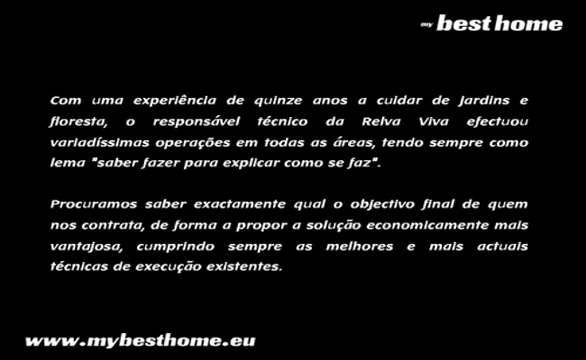 my best home
Com uma experiência de quinze anos a cuidar de Jardins e
floresta, o responsável técnico da Relva Viva efectuou
variadíssimas operações em todas as áreas, tendo sempre como
lema "saber fazer para explicar como se faz".
Procuramos saber exactamente qual o objectivo final de quem
nos contrata, de forma a propor a solução economicamente mais
vantajosa, cumprindo sempre as melhores e mais actuais
técnicas de execução existentes.
www.mybesthome.eu